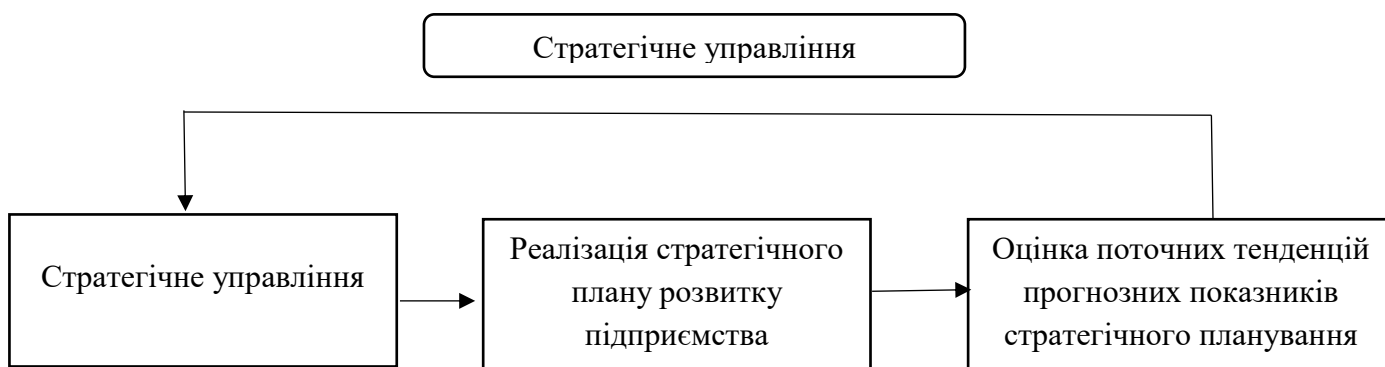 Стратегічне управління
Стратегічне управління
Реалізація стратегічного
плану розвитку
підприємства
Оцінка поточних тенденцій
прогнозних показників
стратегічного планування